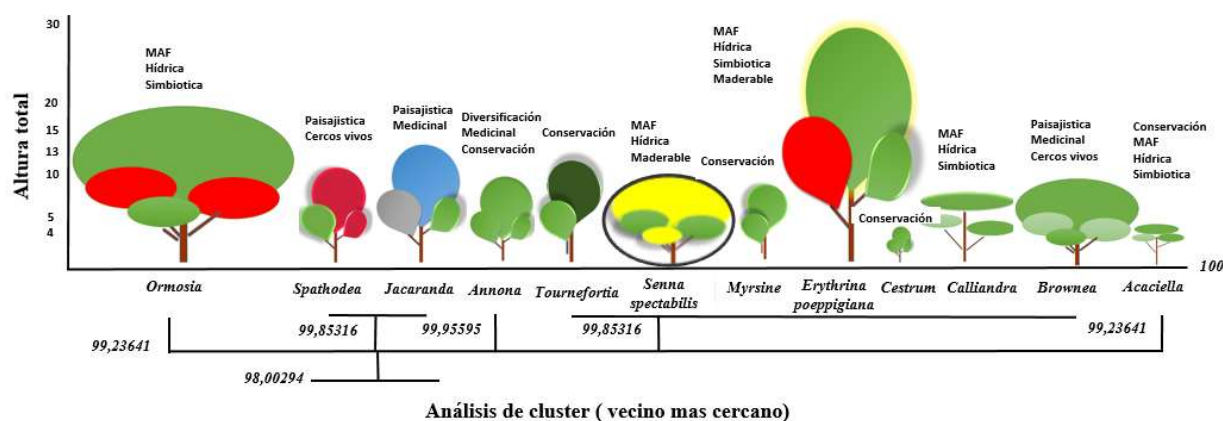 Altura total
30
20
15
13
10
5
4
MAF
Hídrica
Simbiotica
Paisajistica
Cercos vivos
Paisajistica
Medicinal
Diversificación
Medicinal
Conservación
Conservación
MAF
Hídrica
Maderable
Conservación
MAF
Hídrica
Simbiotica
Maderable
Conservación
MAF
Hídrica
Simbiotica
Paisajistica
Medicinal
Cercos vivos
Conservación
MAF
Hídrica
Simbiotica
100
Ormosia
Spathodea
Jacaranda
Annona
Tournefortia
Senna
spectabilis
Myrsine
Erythrina
poeppigiana
Cestrum
Calliandra
Brownea
Acaciella
99,23641
99,85316
99,95595
99,85316
99,23641
98,00294
Análisis de cluster ( vecino mas cercano)